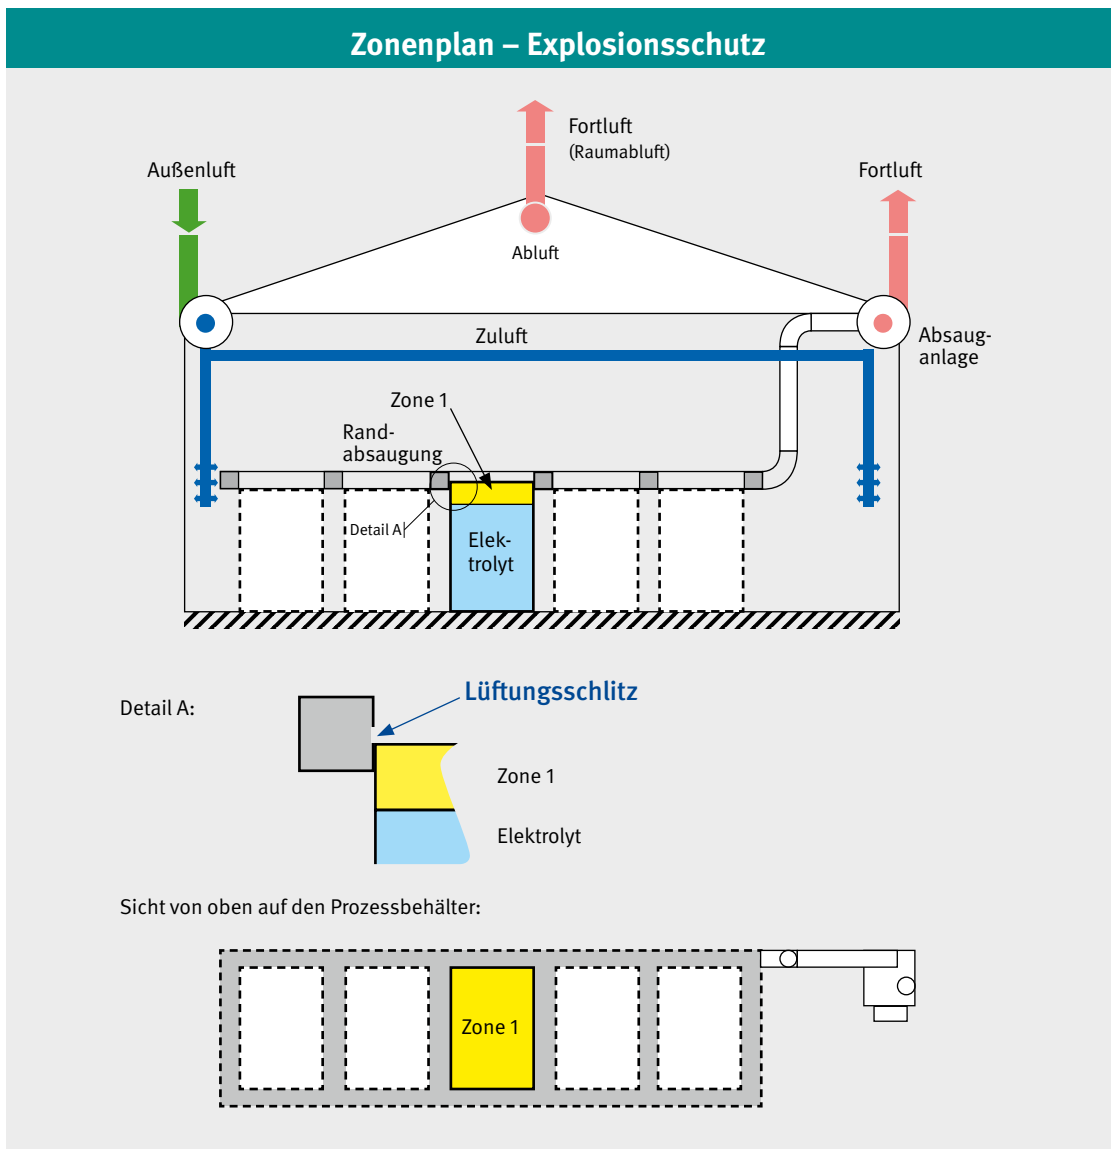 Zonenplan – Explosionsschutz
Fortluft
(Raumabluft)
Außenluft
Fortluft
Abluft
Zuluft
Absaug-
anlage
Zone 1
Rand-
absaugung
Detail A
Elek-
trolyt
Detail A:
Lüftungsschlitz
Zone 1
Elektrolyt
Sicht von oben auf den Prozessbehälter:
Zone 1